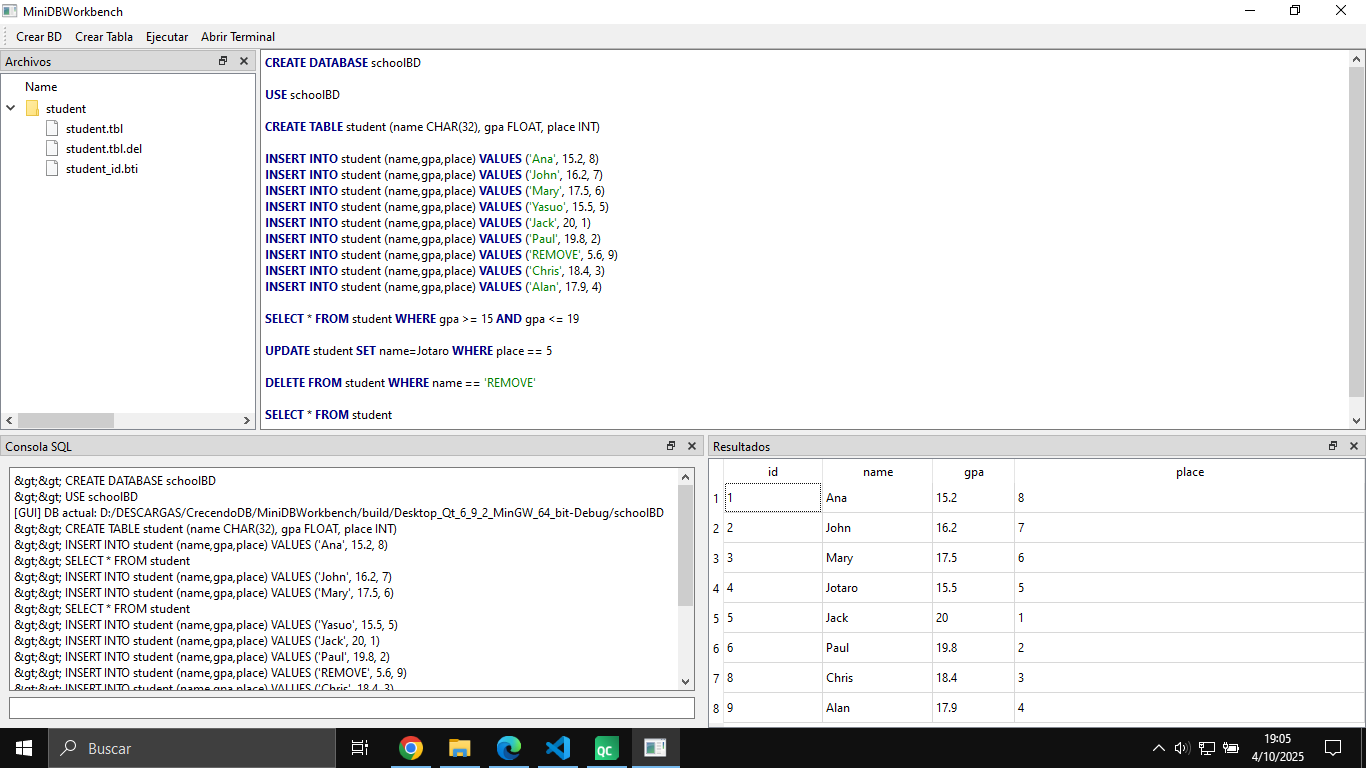 MiniDBWorkbench
Crear BD Crear Tabla Ejecutar Abrir Terminal
Archivos
Name
student
student.tbl
student.tbl.del
student_id.bti
CREATE DATABASE schoolBD
USE schoolBD
CREATE TABLE student (name CHAR(32), gpa FLOAT, place INT)
INSERT INTO student (name,gpa,place) VALUES ('Ana', 15.2, 8)
INSERT INTO student (name,gpa,place) VALUES ('John', 16.2, 7)
INSERT INTO student (name,gpa,place) VALUES ('Mary', 17.5, 6)
INSERT INTO student (name,gpa,place) VALUES ('Yasuo', 15.5, 5)
INSERT INTO student (name,gpa,place) VALUES ('Jack', 20, 1)
INSERT INTO student (name,gpa,place) VALUES ('Paul', 19.8, 2)
INSERT INTO student (name,gpa,place) VALUES ('REMOVE', 5.6, 9)
INSERT INTO student (name,gpa,place) VALUES ('Chris', 18.4, 3)
INSERT INTO student (name,gpa,place) VALUES ('Alan', 17.9, 4)
SELECT * FROM student WHERE gpa >= 15 AND gpa <= 19
UPDATE student SET name=Jotaro WHERE place == 5
DELETE FROM student WHERE name == 'REMOVE'
SELECT * FROM student
Consola SQL
&gt;&gt; CREATE DATABASE schoolBD
&gt;&gt; USE schoolBD
[GUI] DB actual: D:/DESCARGAS/CrecendoDB/MiniDBWorkbench/build/Desktop_Qt_6_9_2_MinGW_64_bit-Debug/schoolBD
&gt;&gt; CREATE TABLE student (name CHAR(32), gpa FLOAT, place INT)
&gt;&gt; INSERT INTO student (name,gpa,place) VALUES ('Ana', 15.2, 8)
&gt;&gt; SELECT * FROM student
&gt;&gt; INSERT INTO student (name,gpa,place) VALUES ('John', 16.2, 7)
&gt;&gt; INSERT INTO student (name,gpa,place) VALUES ('Mary', 17.5, 6)
&gt;&gt; SELECT * FROM student
&gt;&gt; INSERT INTO student (name,gpa,place) VALUES ('Yasuo', 15.5, 5)
&gt;&gt; INSERT INTO student (name,gpa,place) VALUES ('Jack', 20, 1)
&gt;&gt; INSERT INTO student (name,gpa,place) VALUES ('Paul', 19.8, 2)
&gt;&gt; INSERT INTO student (name,gpa,place) VALUES ('REMOVE', 5.6, 9)
&gt;&gt; INSERT INTO student (name,gpa,place) VALUES ('Chris', 18.4, 3)
Resultados
id name gpa place
1 1 Ana 15.2 8
2 2 John 16.2 7
3 3 Mary 17.5 6
4 4 Jotaro 15.5 5
5 5 Jack 20 1
6 6 Paul 19.8 2
7 8 Chris 18.4 3
8 9 Alan 17.9 4
Buscar
QC
19:05
4/10/2025